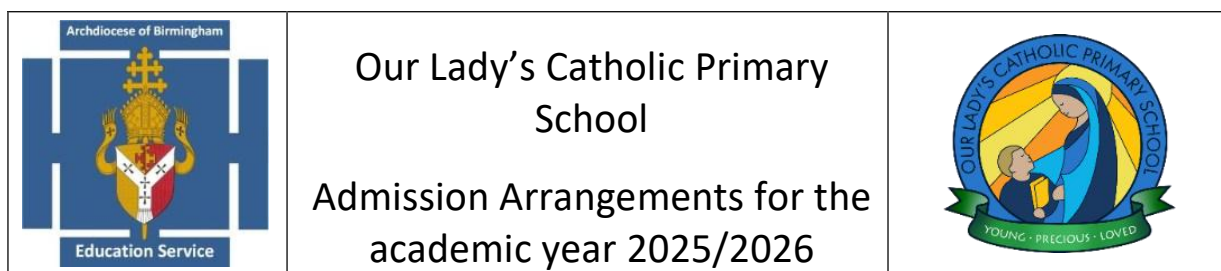 Archdiocese of Birmingham
Education Service
Our Lady’s Catholic Primary
School
Admission Arrangements for the
academic year 2025/2026
OUR LADY'S CATHOLIC PRIMARY SCHOOL
YOUNG · PRECIOUS · LOVED